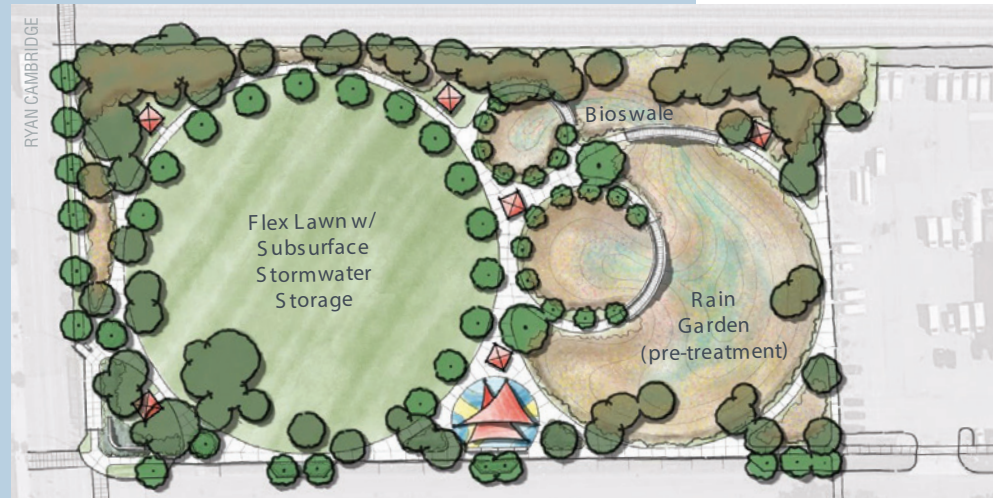 RYAN CAMBRIDGE
Bioswale
Flex Lawn w/
Subsurface
Stormwater
Storage
Rain
Garden
(pre-treatment)